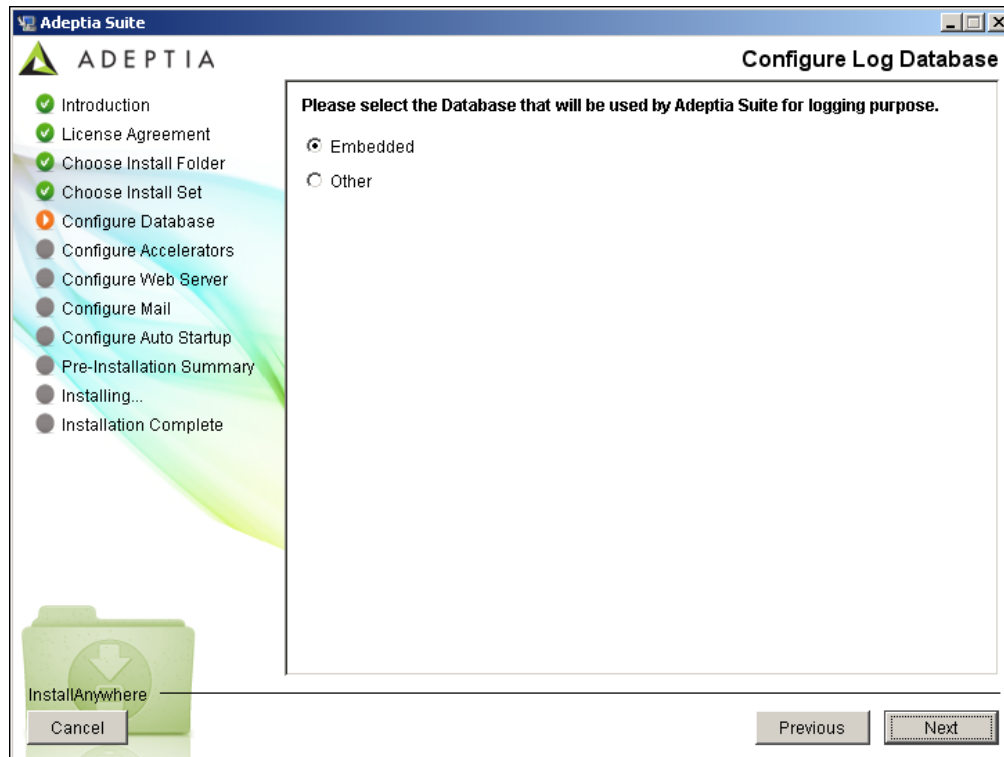 Adeptia Suite
ADEPTIA
Configure Log Database
Introduction
License Agreement
Choose Install Folder
Choose Install Set
Configure Database
Configure Accelerators
Configure Web Server
Configure Mail
Configure Auto Startup
Pre-Installation Summary
Installing...
Installation Complete
Please select the Database that will be used by Adeptia Suite for logging purpose.
Embedded
Other
InstallAnywhere
Cancel
Previous
Next